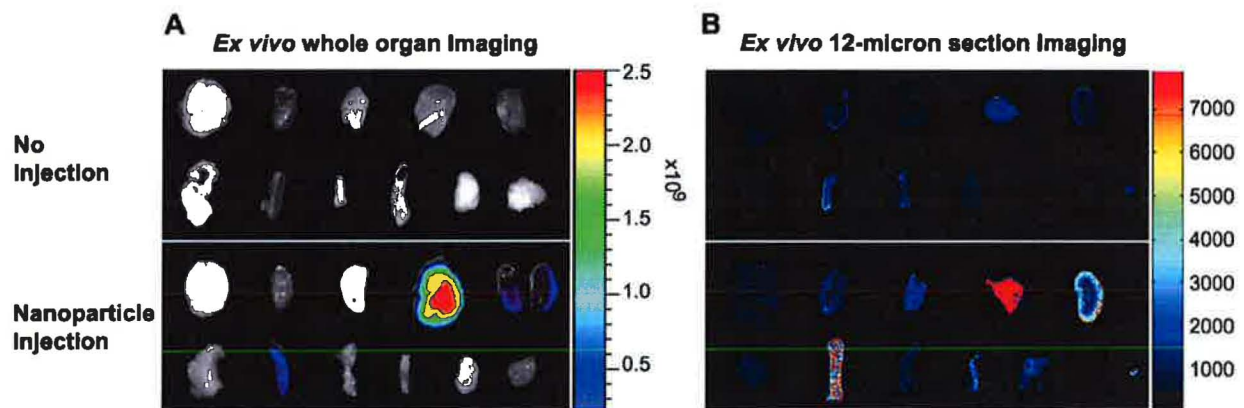 A
Ex vivo whole organ Imaging
No
Injection
Nanoparticle
Injection
2.5
2.0
1.5
1.0
0.5
x10⁹
B
Ex vivo 12-micron section Imaging
7000
6000
5000
4000
3000
2000
1000